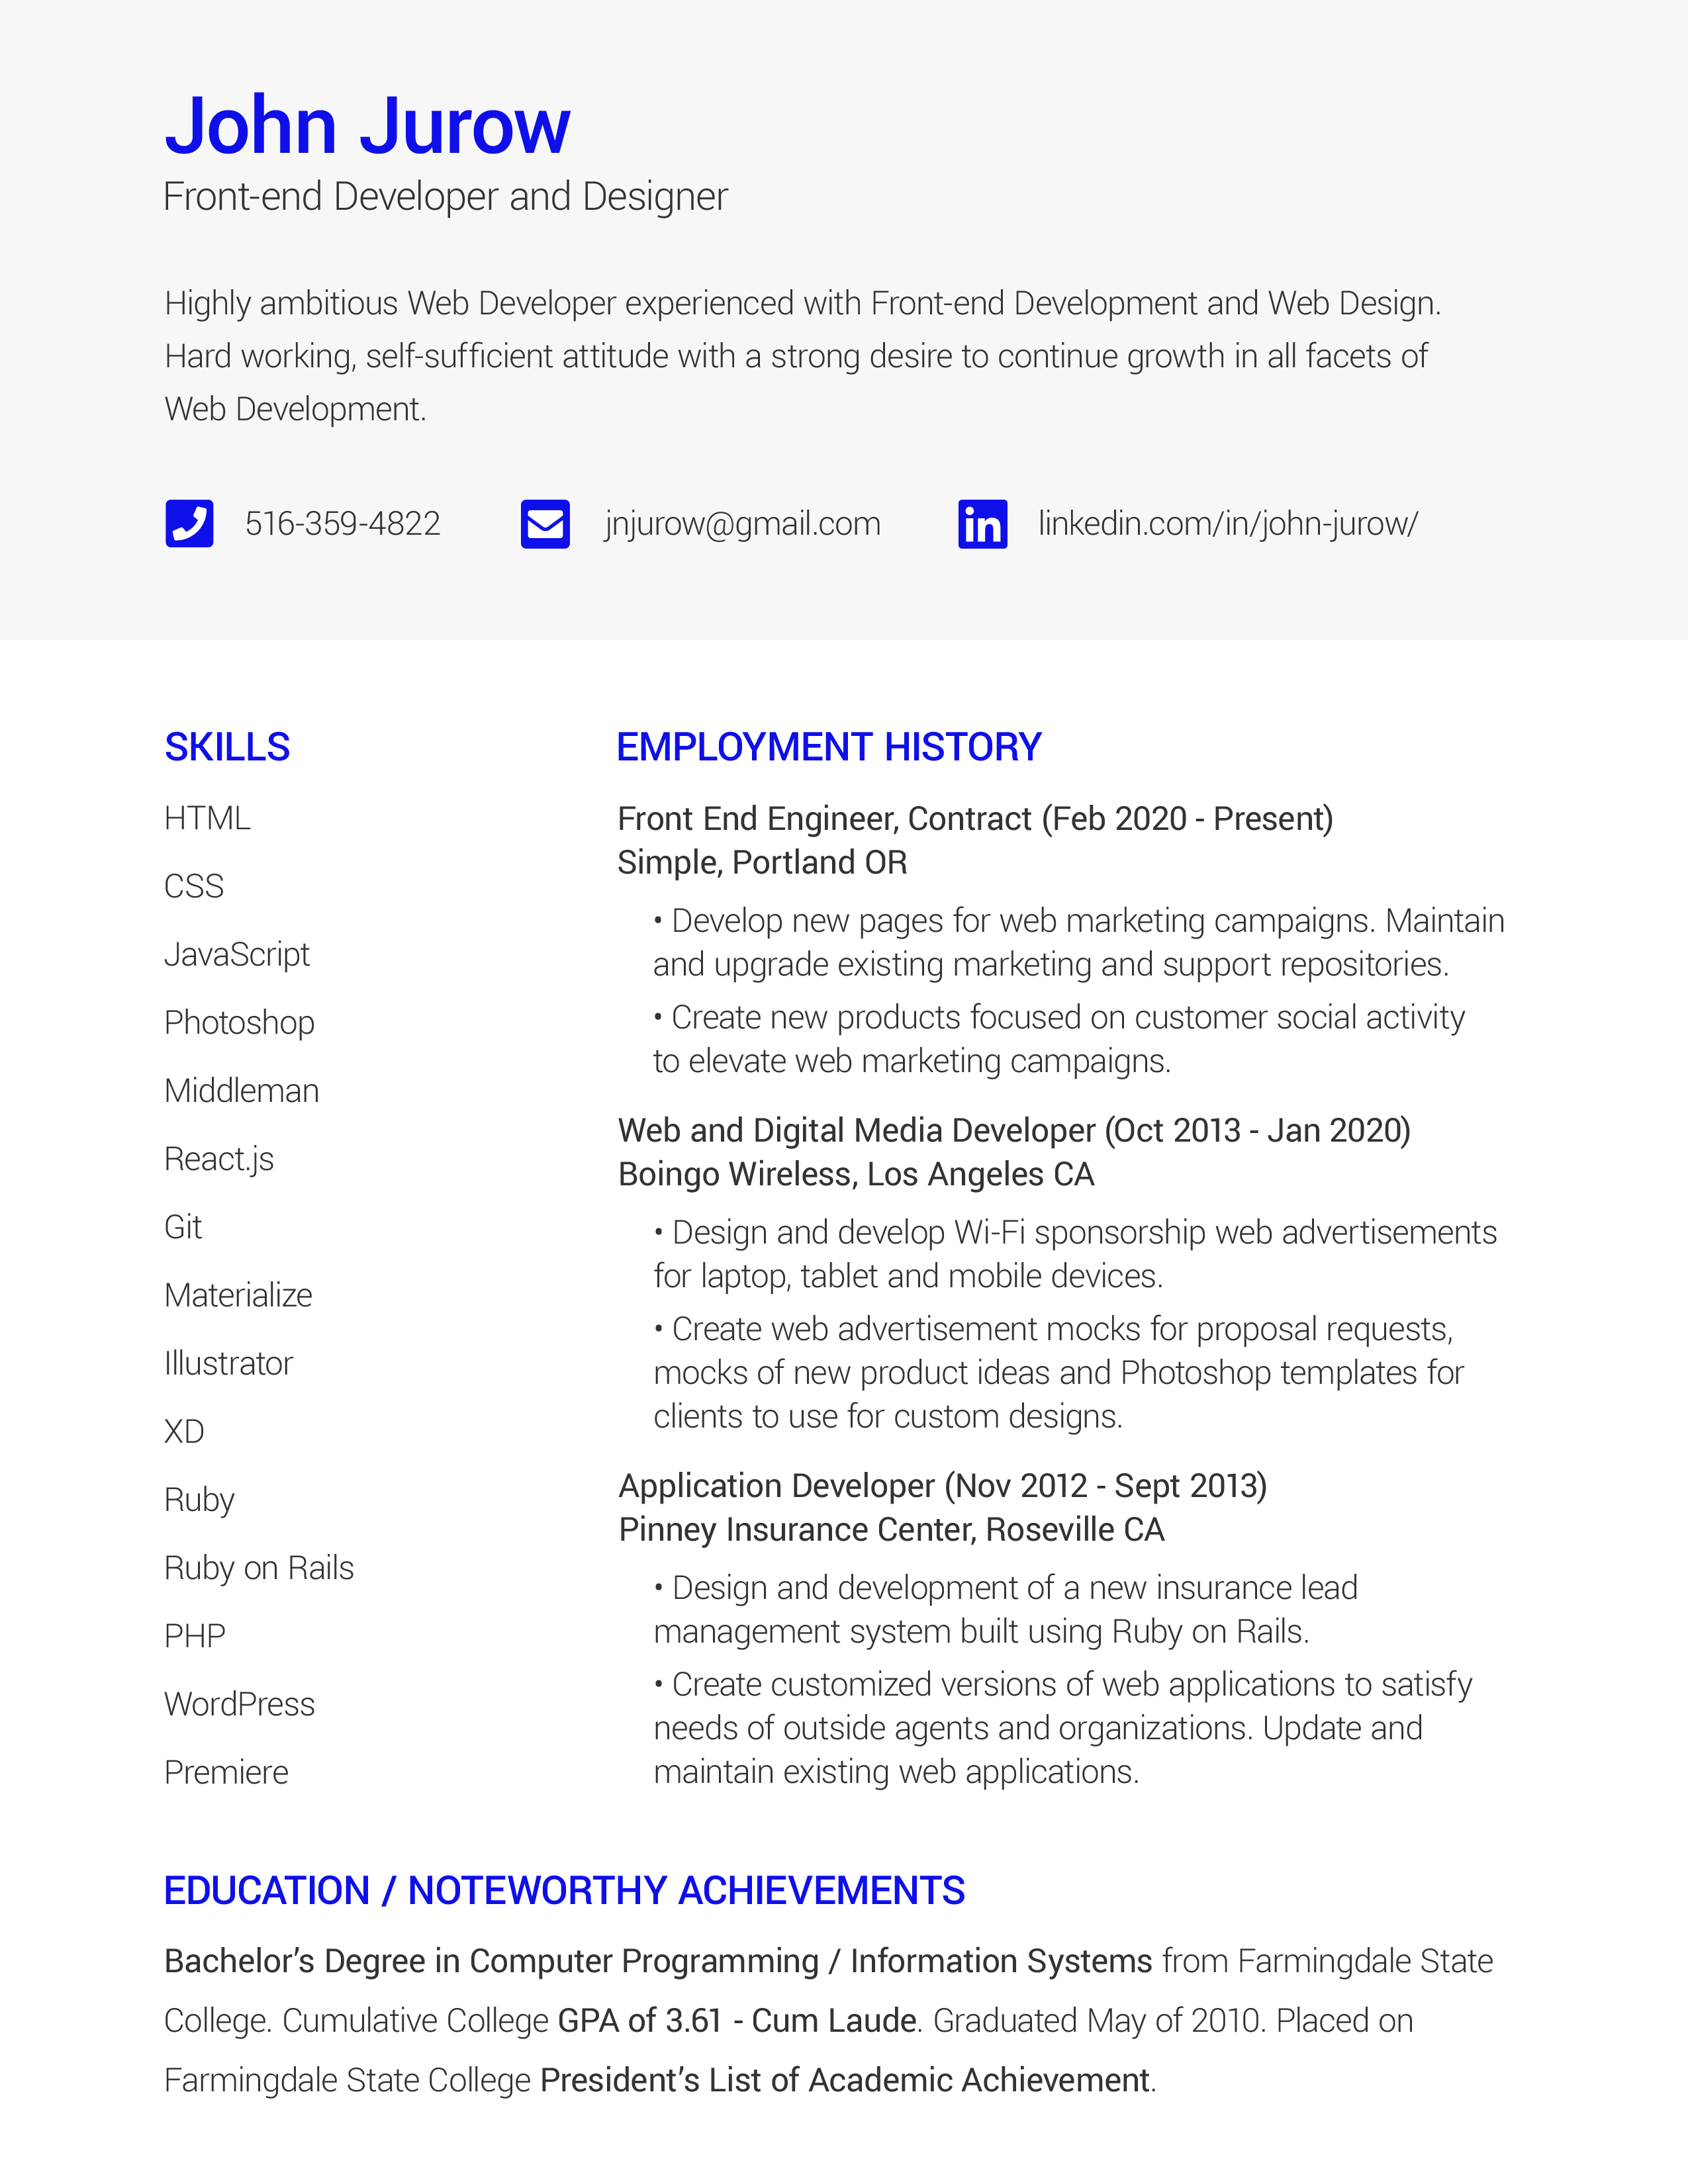 John Jurow
Front-end Developer and Designer
Highly ambitious Web Developer experienced with Front-end Development and Web Design.
Hard working, self-sufficient attitude with a strong desire to continue growth in all facets of
Web Development.
516-359-4822
jnjurow@gmail.com
in
linkedin.com/in/john-jurow/
SKILLS
HTML
CSS
JavaScript
Photoshop
Middleman
React.js
Git
Materialize
Illustrator
XD
Ruby
Ruby on Rails
PHP
WordPress
Premiere
EMPLOYMENT HISTORY
Front End Engineer, Contract (Feb 2020 - Present)
Simple, Portland OR
• Develop new pages for web marketing campaigns. Maintain
and upgrade existing marketing and support repositories.
• Create new products focused on customer social activity
to elevate web marketing campaigns.
Web and Digital Media Developer (Oct 2013 - Jan 2020)
Boingo Wireless, Los Angeles CA
• Design and develop Wi-Fi sponsorship web advertisements
for laptop, tablet and mobile devices.
• Create web advertisement mocks for proposal requests,
mocks of new product ideas and Photoshop templates for
clients to use for custom designs.
Application Developer (Nov 2012 - Sept 2013)
Pinney Insurance Center, Roseville CA
• Design and development of a new insurance lead
management system built using Ruby on Rails.
• Create customized versions of web applications to satisfy
needs of outside agents and organizations. Update and
maintain existing web applications.
EDUCATION / NOTEWORTHY ACHIEVEMENTS
Bachelor’s Degree in Computer Programming / Information Systems from Farmingdale State
College. Cumulative College GPA of 3.61 - Cum Laude. Graduated May of 2010. Placed on
Farmingdale State College President’s List of Academic Achievement.